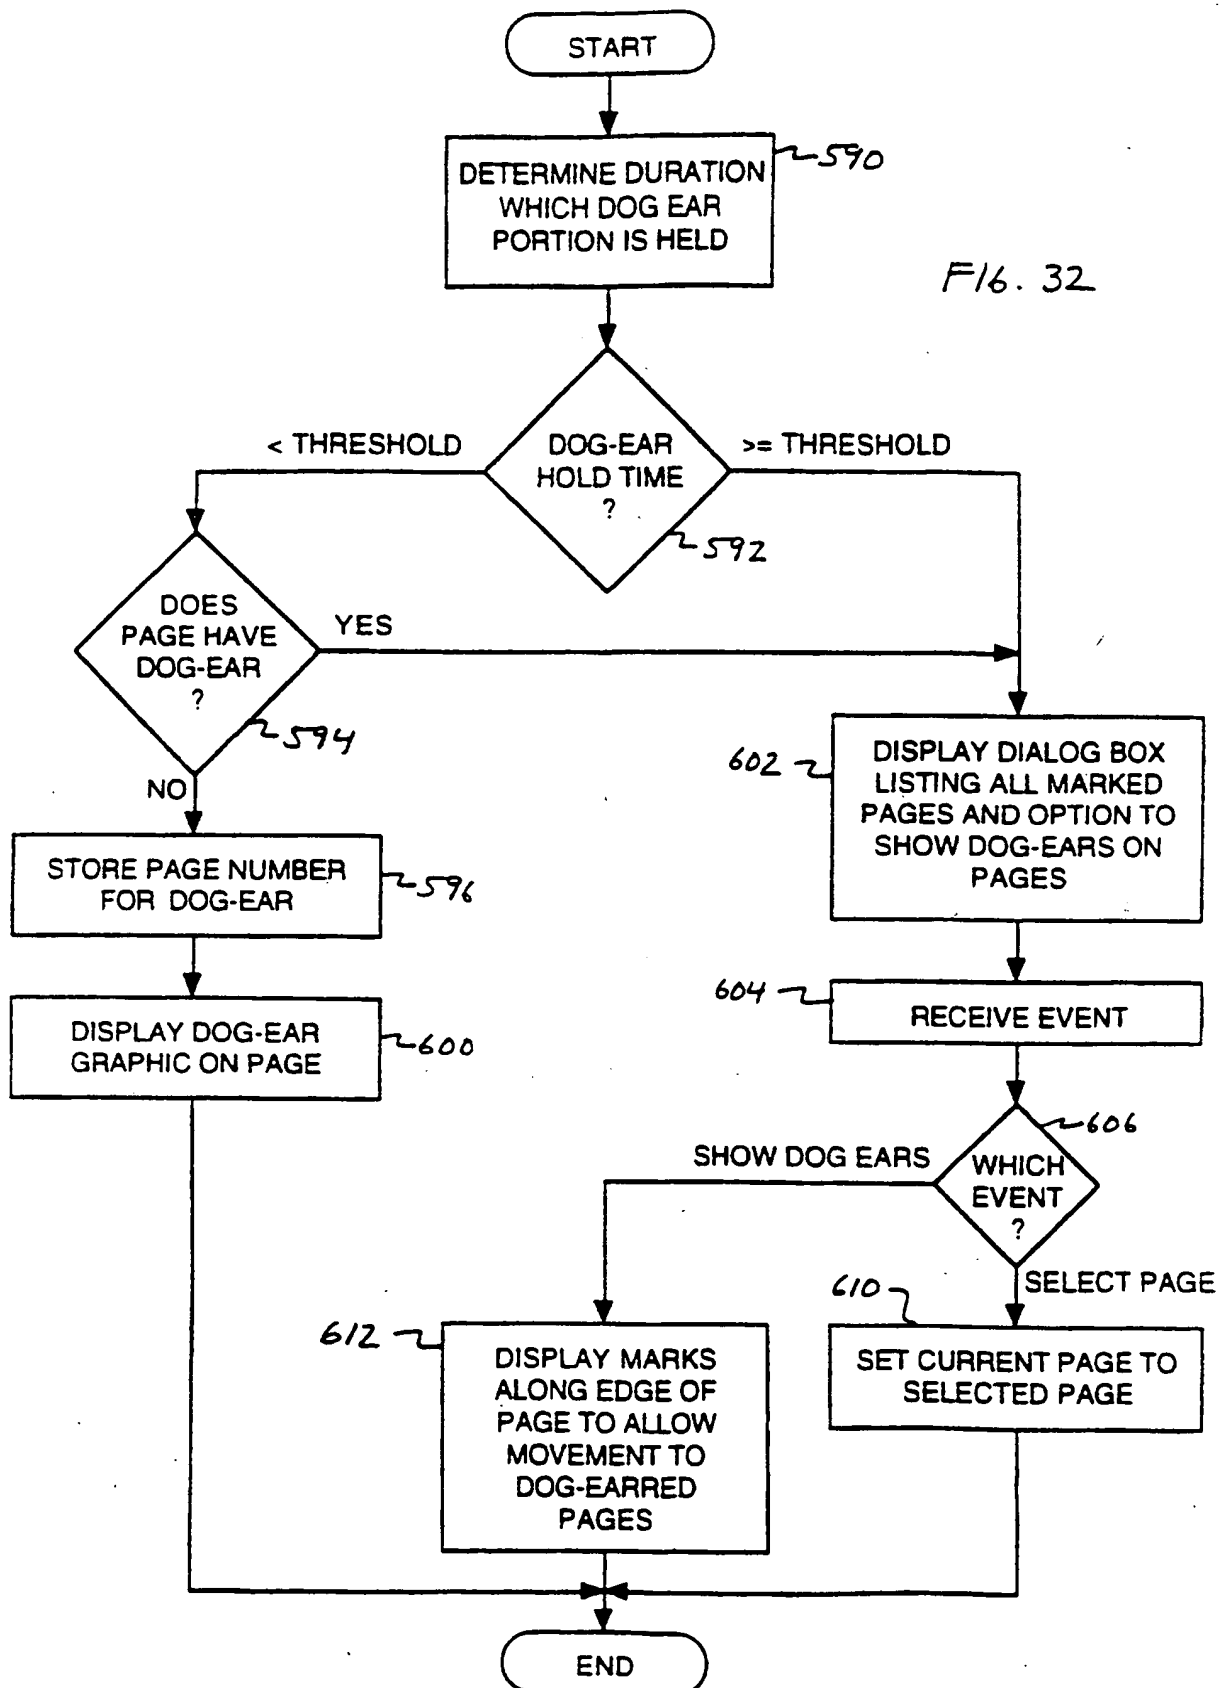 START
DETERMINE DURATION
WHICH DOG EAR
PORTION IS HELD
590
FIG. 32
< THRESHOLD
DOG-EAR
HOLD TIME
?
>= THRESHOLD
592
DOES
PAGE HAVE
DOG-EAR
?
YES
594
NO
602
DISPLAY DIALOG BOX
LISTING ALL MARKED
PAGES AND OPTION TO
SHOW DOG-EARS ON
PAGES
STORE PAGE NUMBER
FOR DOG-EAR
596
604
RECEIVE EVENT
DISPLAY DOG-EAR
GRAPHIC ON PAGE
600
606
SHOW DOG EARS
WHICH
EVENT
?
SELECT PAGE
610
612
DISPLAY MARKS
ALONG EDGE OF
PAGE TO ALLOW
MOVEMENT TO
DOG-EARRED
PAGES
SET CURRENT PAGE TO
SELECTED PAGE
END